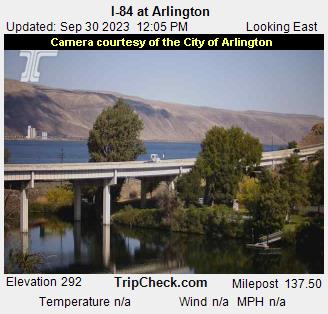 I-84 at Arlington
Updated: Sep 30 2023 12:05 PM Looking East
Camera courtesy of the City of Arlington
Elevation 292 TripCheck.com Milepost 137.50
Temperature n/a Wind n/a MPH n/a